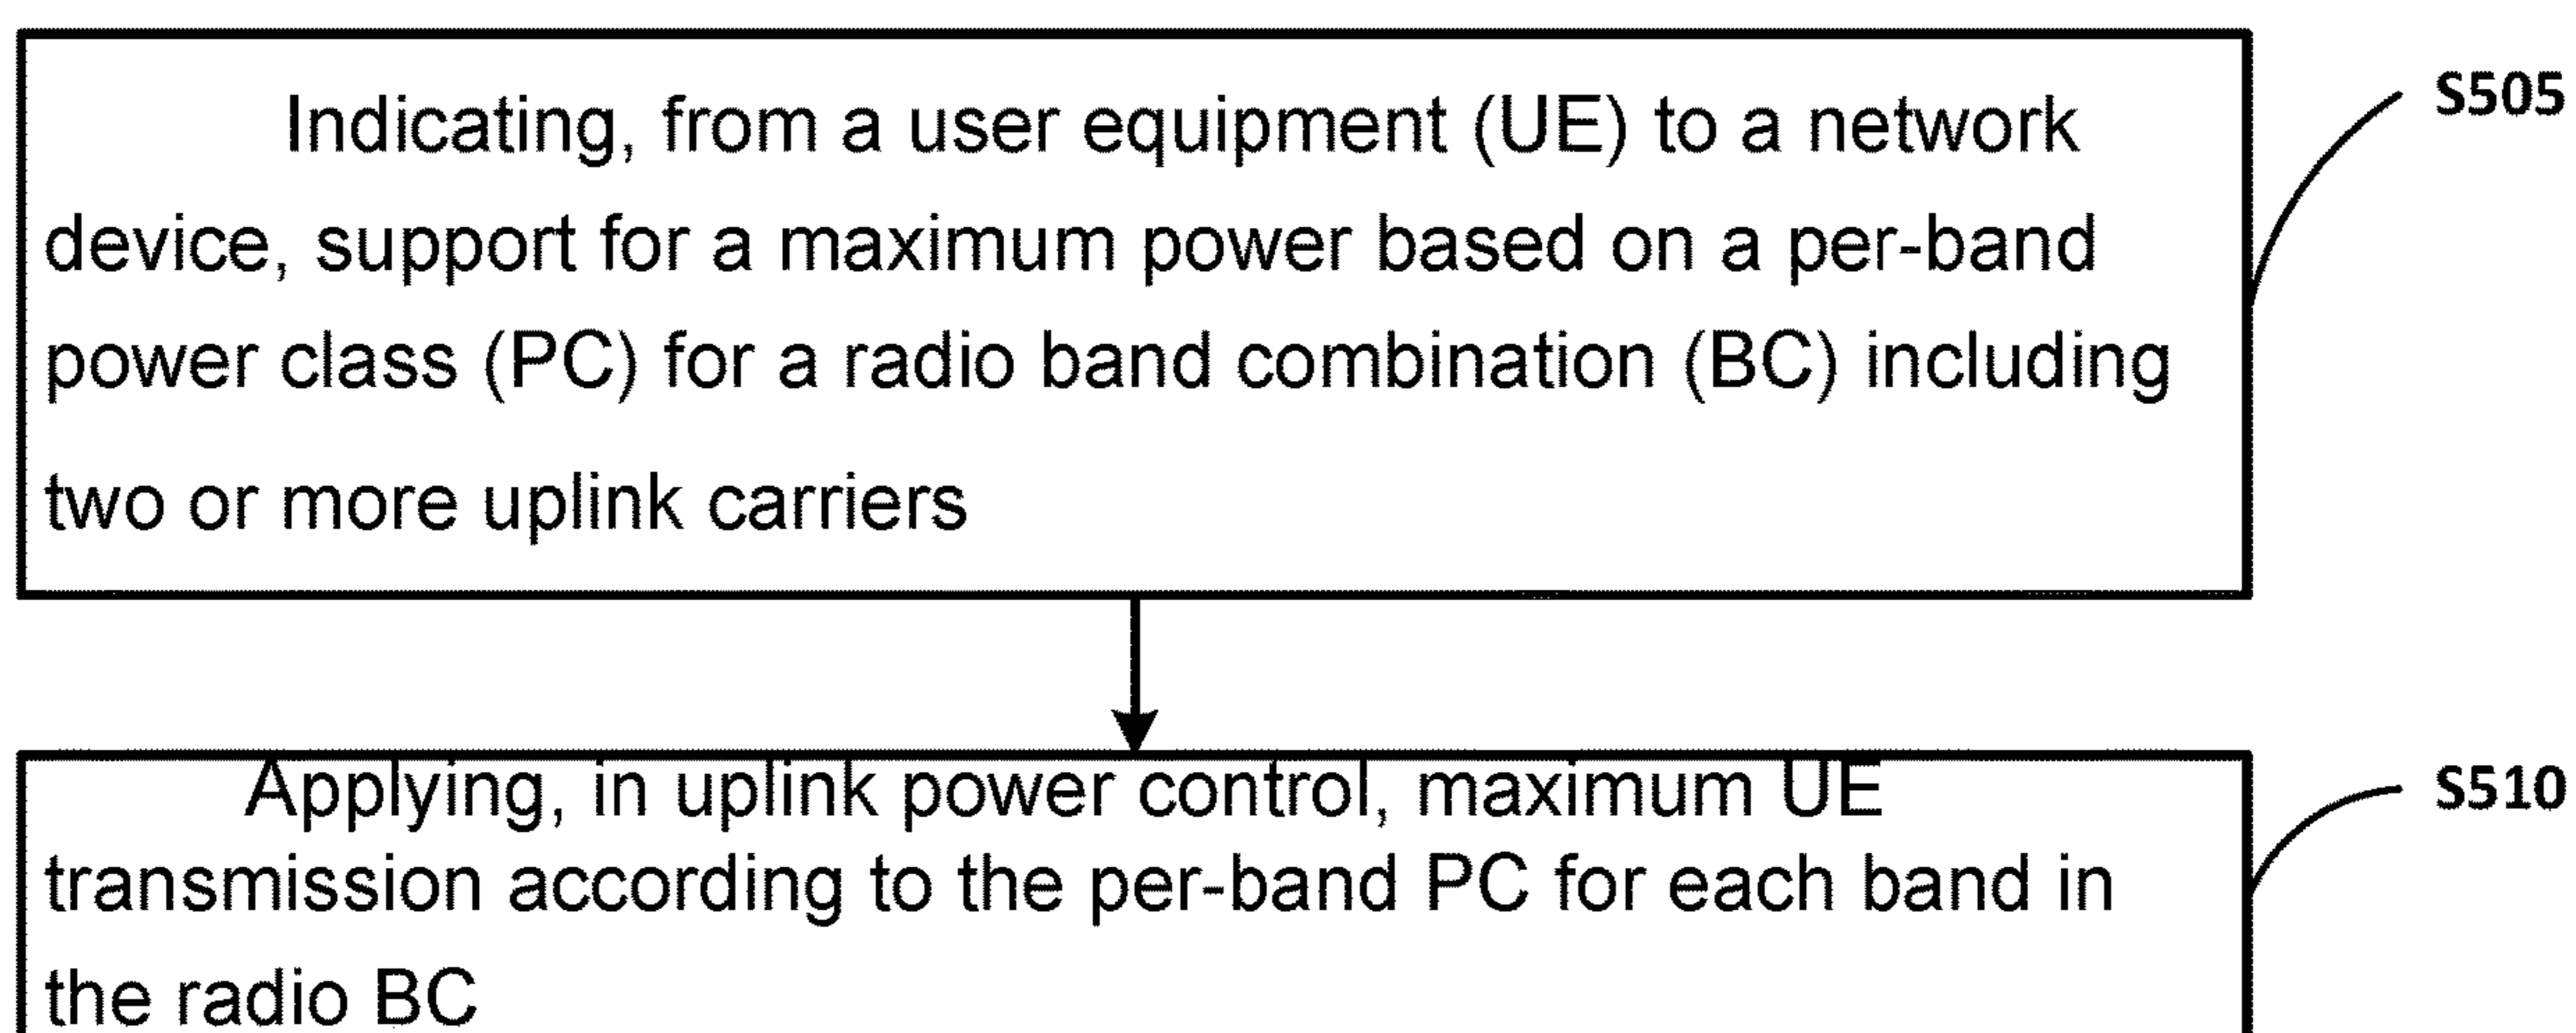 Indicating, from a user equipment (UE) to a network
device, support for a maximum power based on a per-band
power class (PC) for a radio band combination (BC) including
two or more uplink carriers
S505
Applying, in uplink power control, maximum UE
transmission according to the per-band PC for each band in
the radio BC
S510